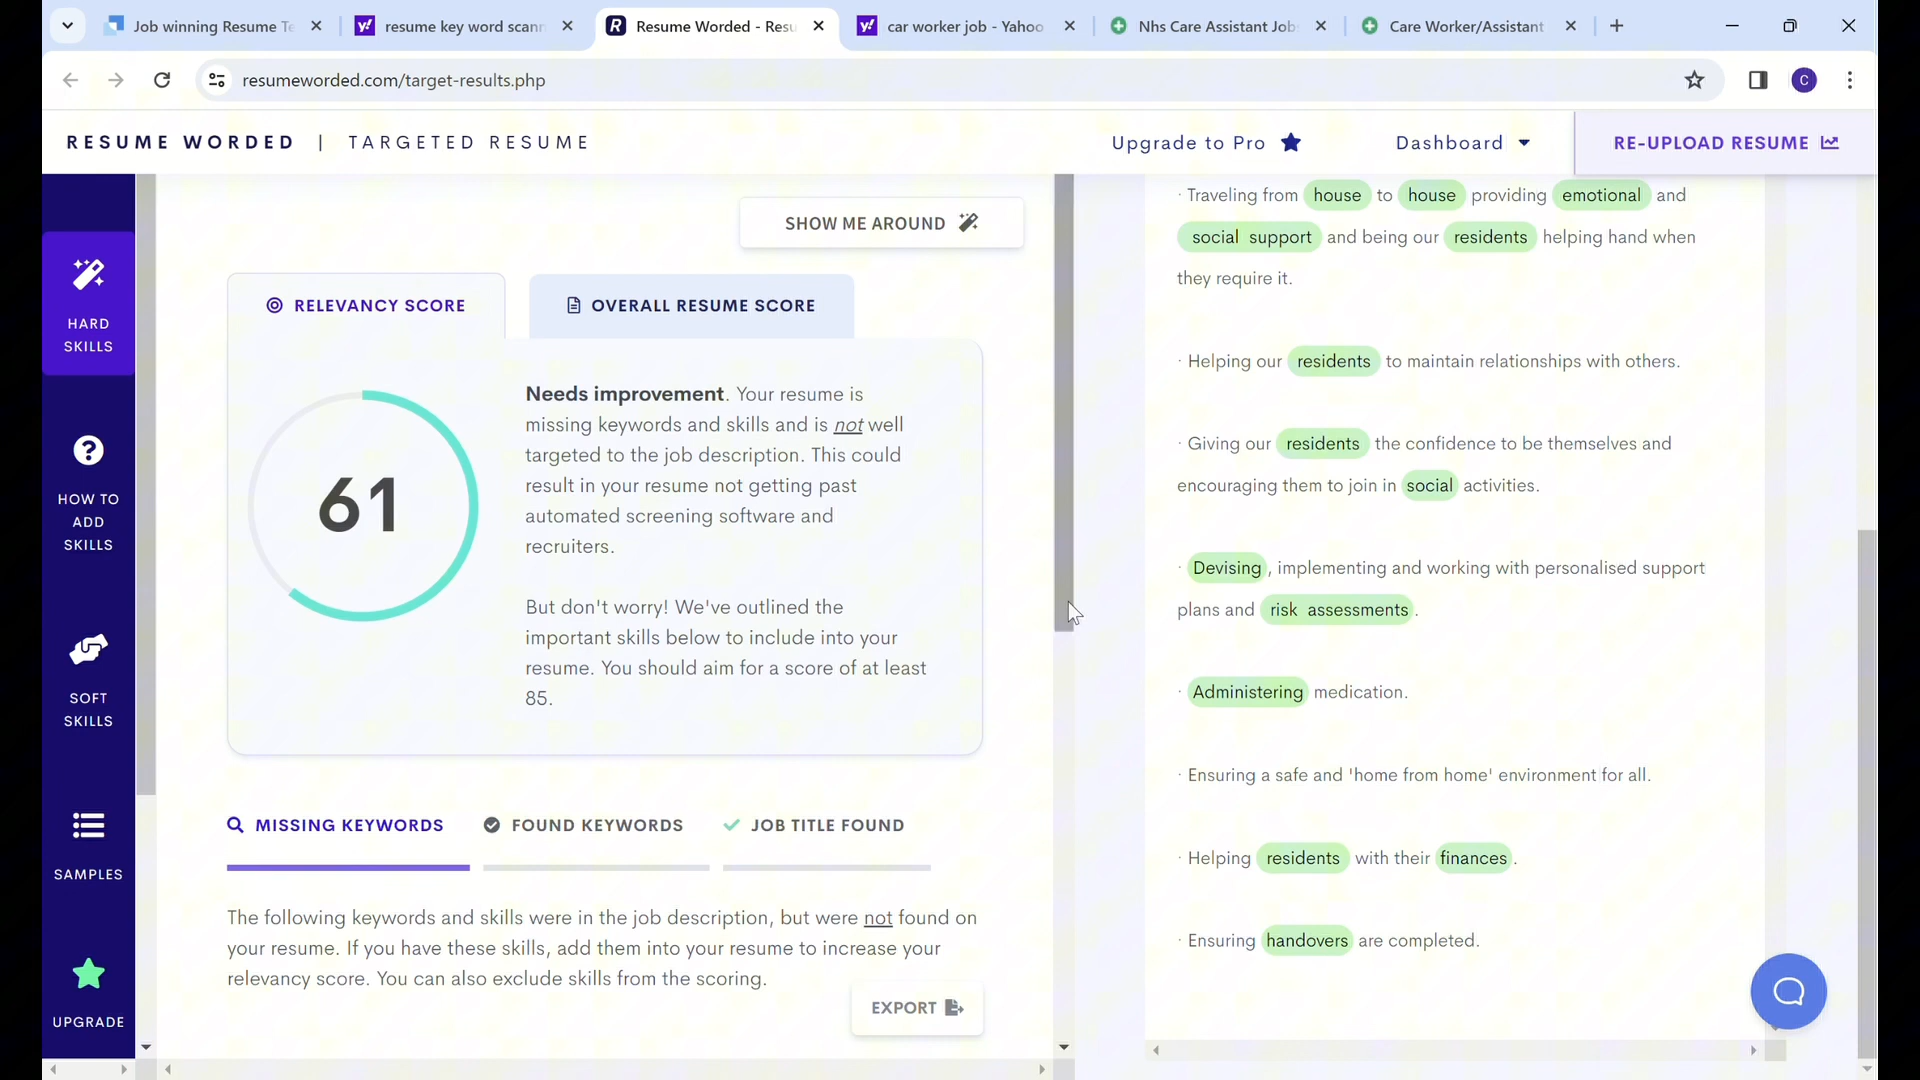 Job winning Resume Te
resume key word scann
Resume Worded - Resu
car worker job - Yahoo
Nhs Care Assistant Job
Care Worker/Assistant
resumeworded.com/target-results.php
C
RESUME WORDED | TARGETED RESUME
Upgrade to Pro
Dashboard
RE-UPLOAD RESUME
HARD
SKILLS
HOW TO
ADD
SKILLS
SOFT
SKILLS
SAMPLES
UPGRADE
SHOW ME AROUND
RELEVANCY SCORE
OVERALL RESUME SCORE
61
Needs improvement. Your resume is
missing keywords and skills and is not well
targeted to the job description. This could
result in your resume not getting past
automated screening software and
recruiters.
But don't worry! We've outlined the
important skills below to include into your
resume. You should aim for a score of at least
85.
MISSING KEYWORDS
FOUND KEYWORDS
JOB TITLE FOUND
The following keywords and skills were in the job description, but were not found on
your resume. If you have these skills, add them into your resume to increase your
relevancy score. You can also exclude skills from the scoring.
EXPORT
· Traveling from house to house providing emotional and
social support and being our residents helping hand when
they require it.
· Helping our residents to maintain relationships with others.
· Giving our residents the confidence to be themselves and
encouraging them to join in social activities.
· Devising, implementing and working with personalised support
plans and risk assessments.
· Administering medication.
· Ensuring a safe and 'home from home' environment for all.
· Helping residents with their finances.
· Ensuring handovers are completed.